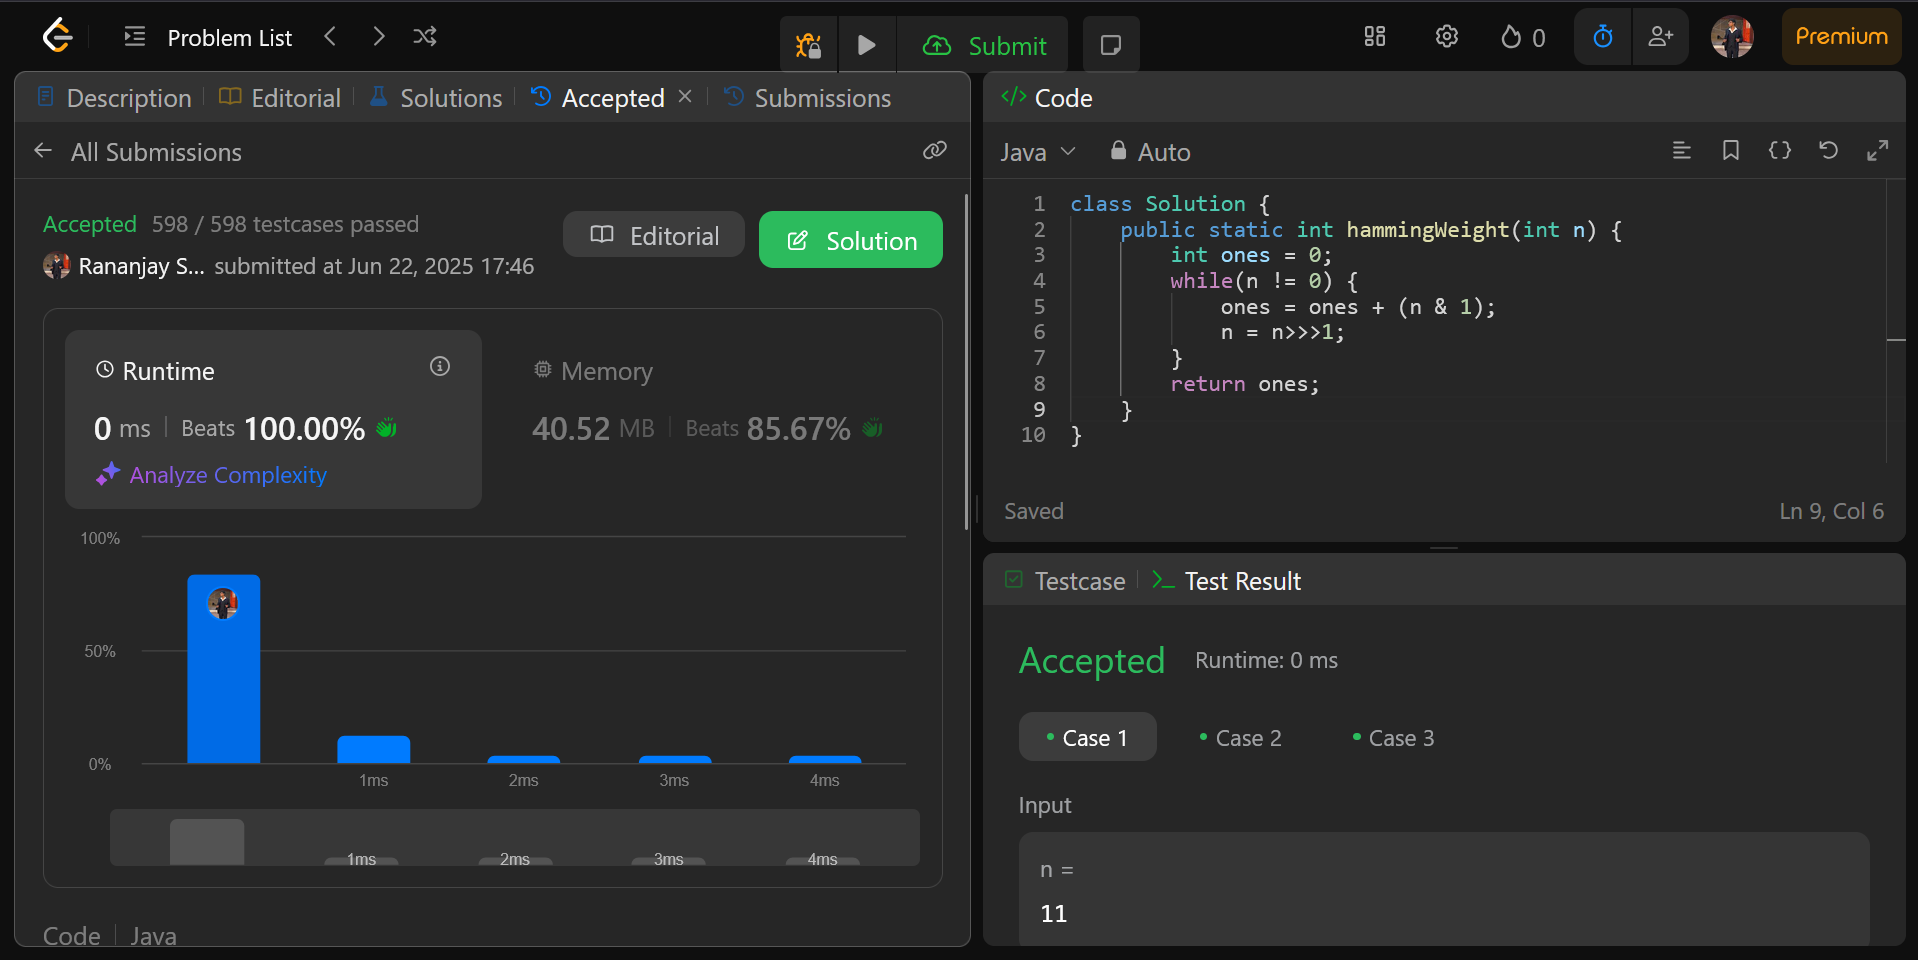 Problem List
Submit
0
Premium
Description
Editorial
Solutions
Accepted
Submissions
All Submissions
Accepted 598 / 598 testcases passed
Rananjay S... submitted at Jun 22, 2025 17:46
Editorial
Solution
Runtime
0 ms Beats 100.00%
Analyze Complexity
Memory
40.52 MB Beats 85.67%
100%
50%
0%
1ms 2ms 3ms 4ms
1ms 2ms 3ms 4ms
Code Java
</> Code
Java Auto
1 class Solution {
2     public static int hammingWeight(int n) {
3         int ones = 0;
4         while(n != 0) {
5             ones = ones + (n & 1);
6             n = n>>>1;
7         }
8         return ones;
9     }
10 }
Saved
Ln 9, Col 6
Testcase
Test Result
Accepted Runtime: 0 ms
Case 1 Case 2 Case 3
Input
n =
11